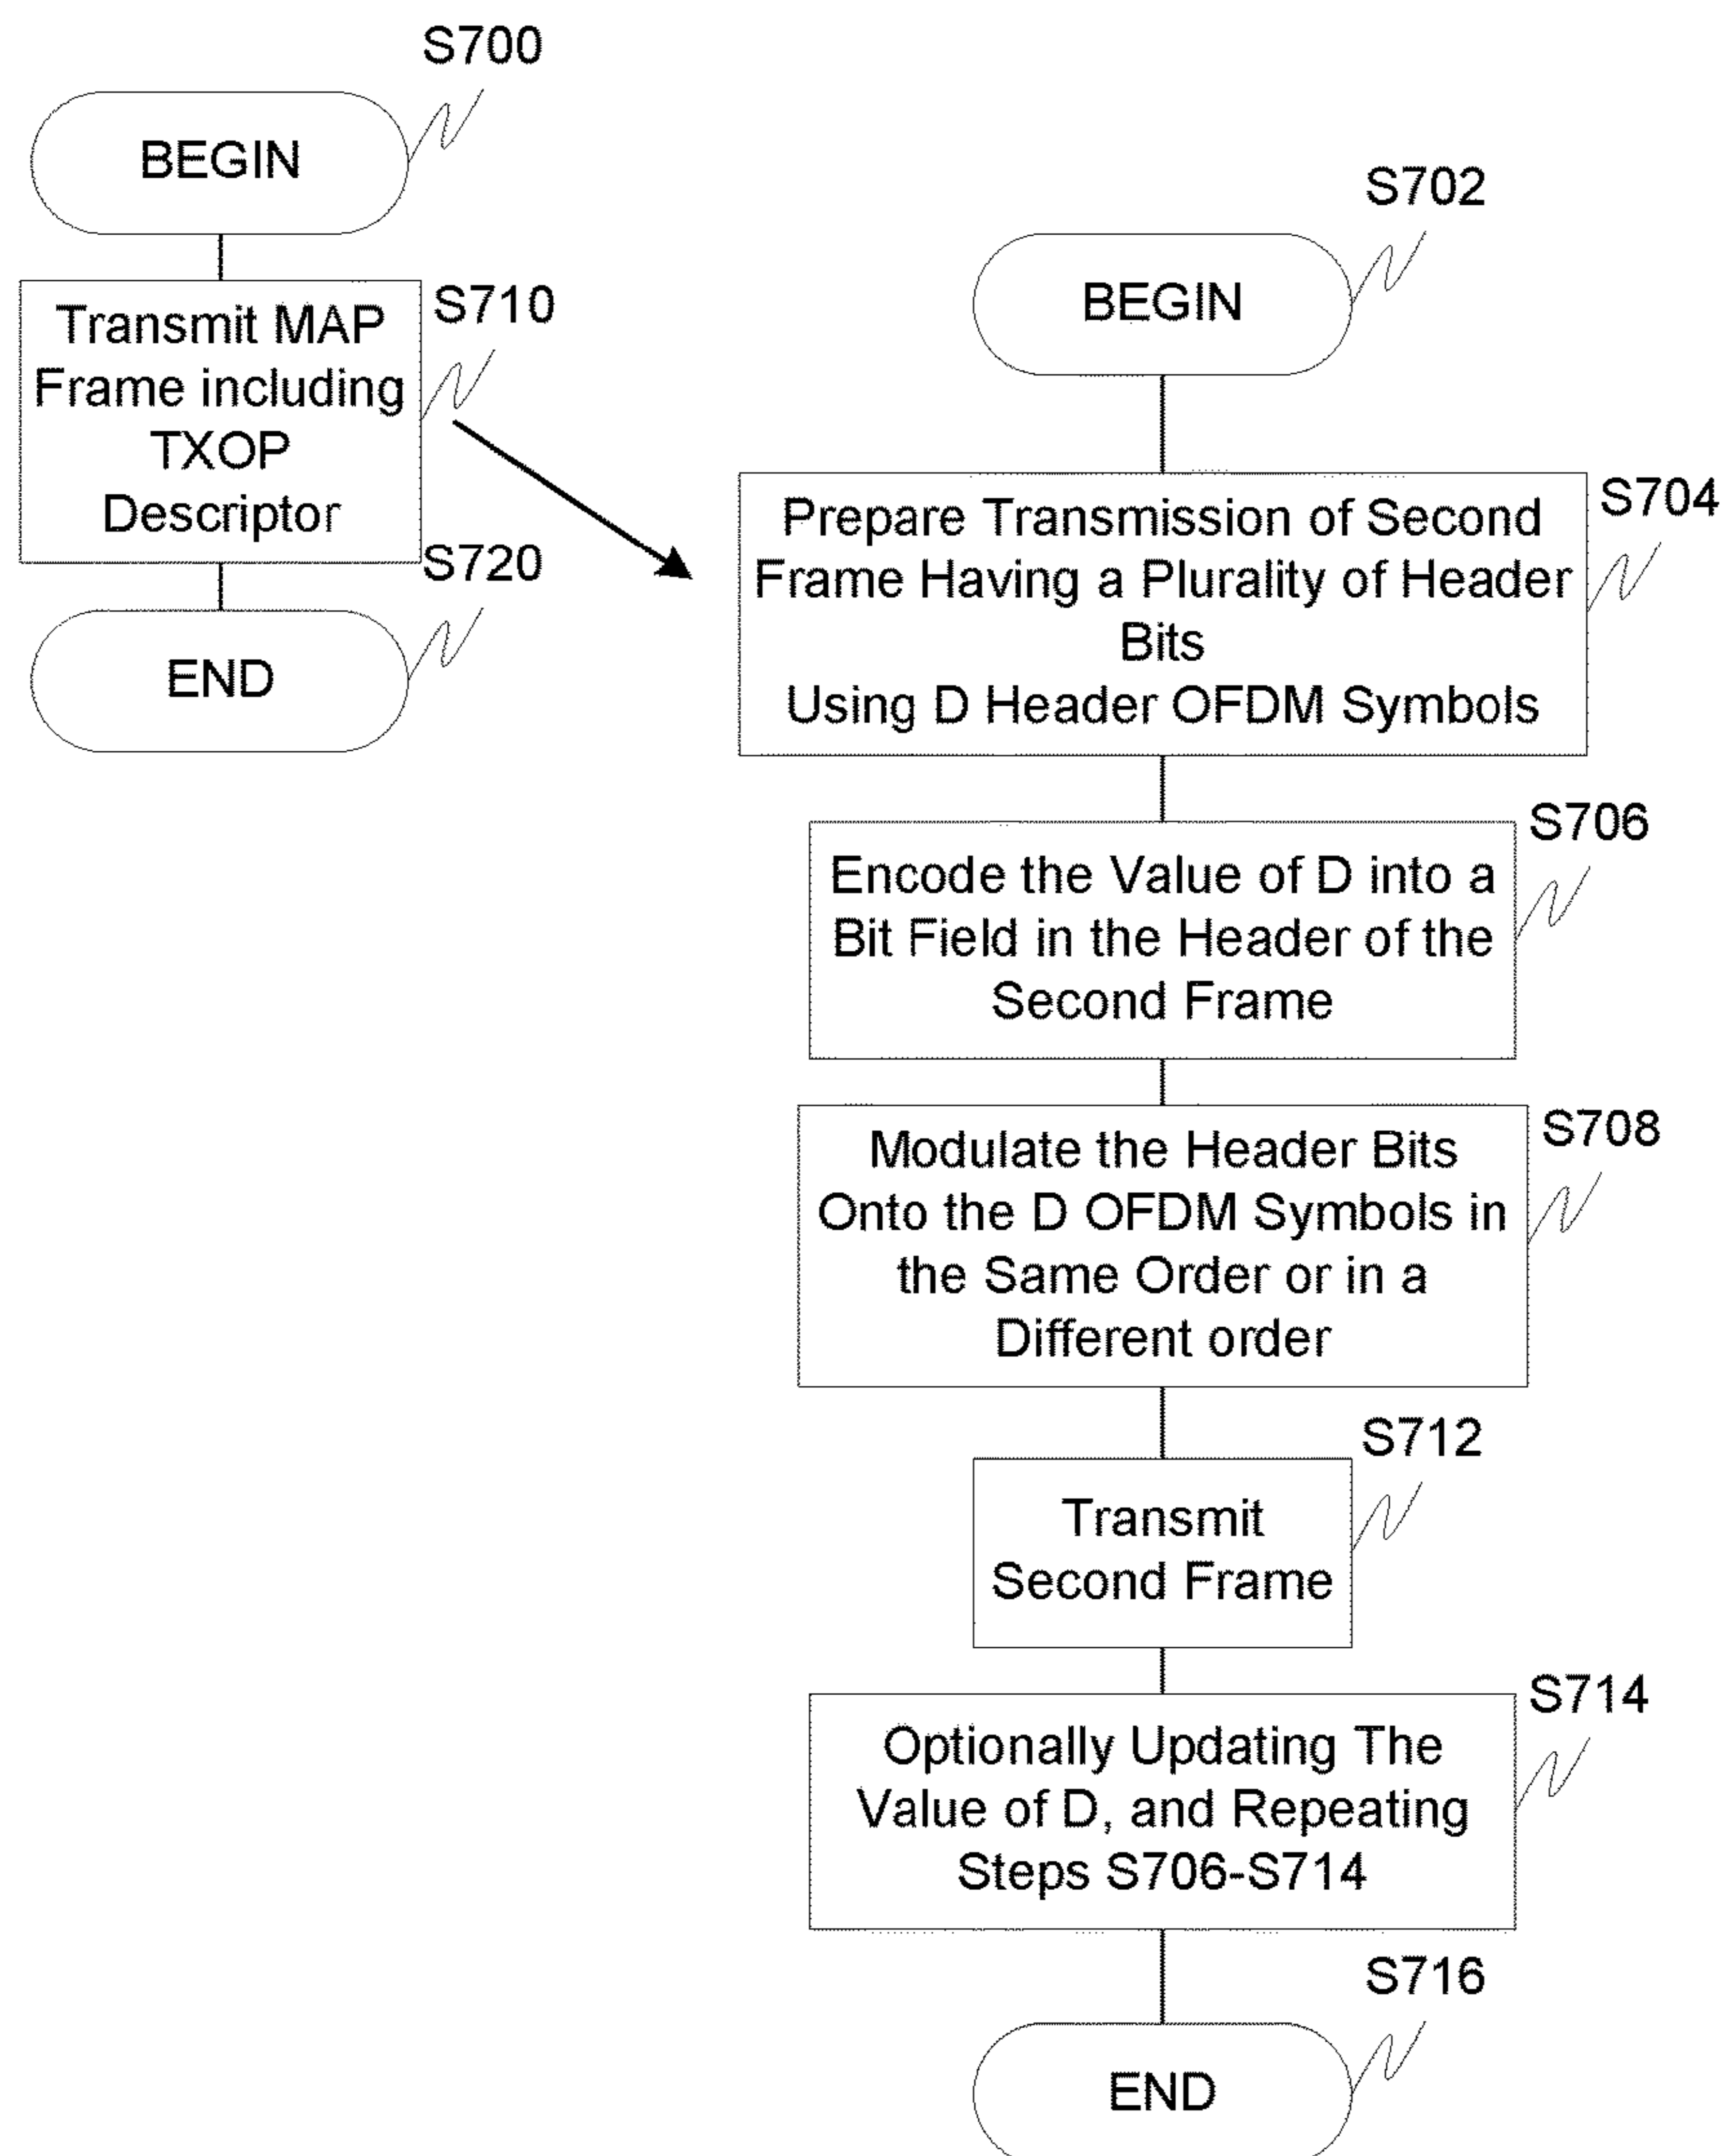 S700
BEGIN
S710
Transmit MAP
Frame including
TXOP
Descriptor
S720
END
S702
BEGIN
S704
Prepare Transmission of Second
Frame Having a Plurality of Header
Bits
Using D Header OFDM Symbols
S706
Encode the Value of D into a
Bit Field in the Header of the
Second Frame
S708
Modulate the Header Bits
Onto the D OFDM Symbols in
the Same Order or in a
Different order
S712
Transmit
Second Frame
S714
Optionally Updating The
Value of D, and Repeating
Steps S706-S714
S716
END